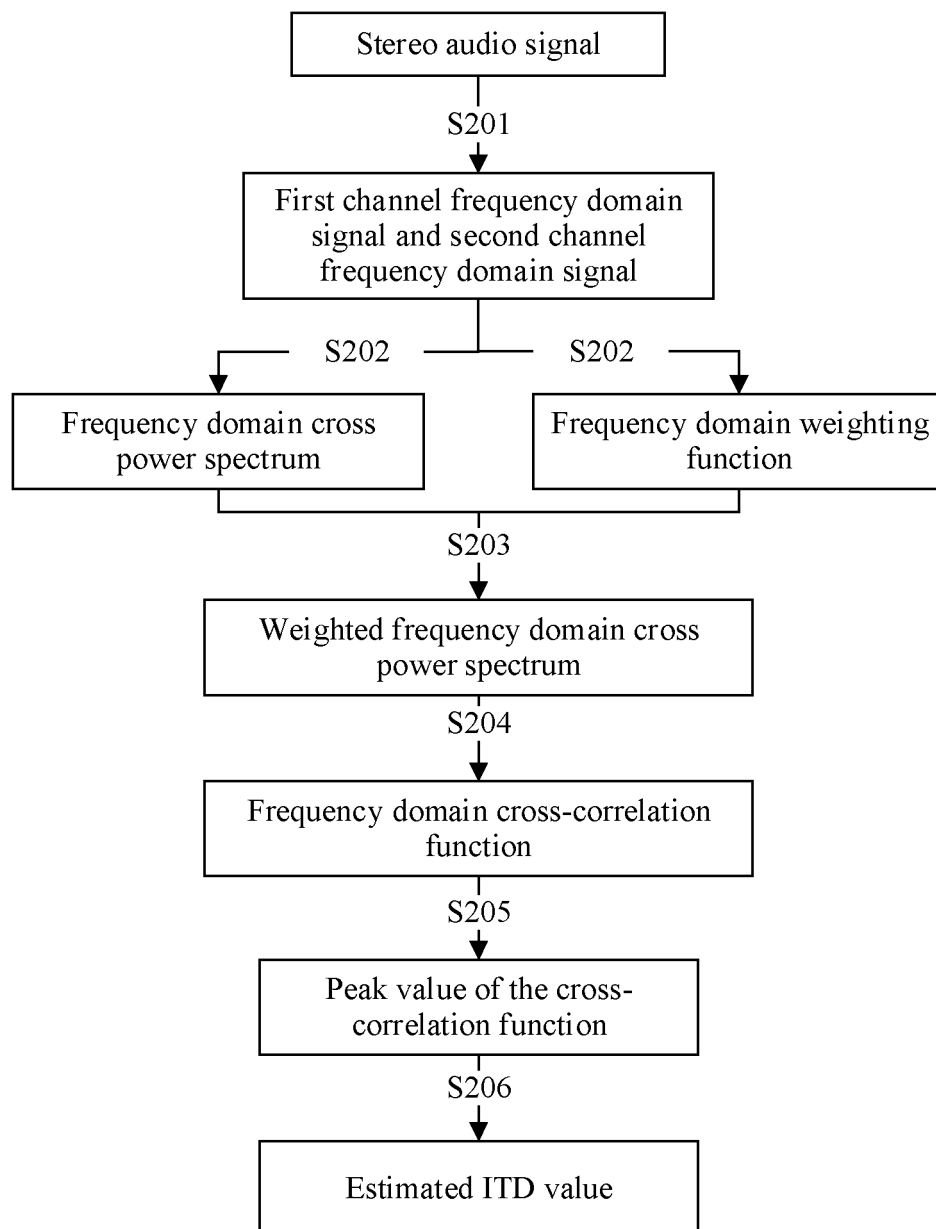 Stereo audio signal
S201
First channel frequency domain
signal and second channel
frequency domain signal
S202
S202
Frequency domain cross
power spectrum
Frequency domain weighting
function
S203
Weighted frequency domain cross
power spectrum
S204
Frequency domain cross-correlation
function
S205
Peak value of the cross-
correlation function
S206
Estimated ITD value